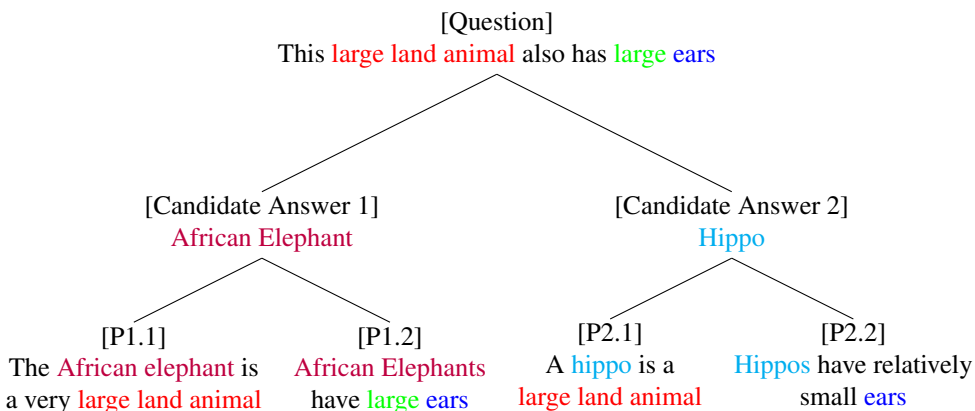 [Question]
This large land animal also has large ears
[Candidate Answer 1]
African Elephant
[Candidate Answer 2]
Hippo
[P1.1]
The African elephant is
a very large land animal
[P1.2]
African Elephants
have large ears
[P2.1]
A hippo is a
large land animal
[P2.2]
Hippos have relatively
small ears